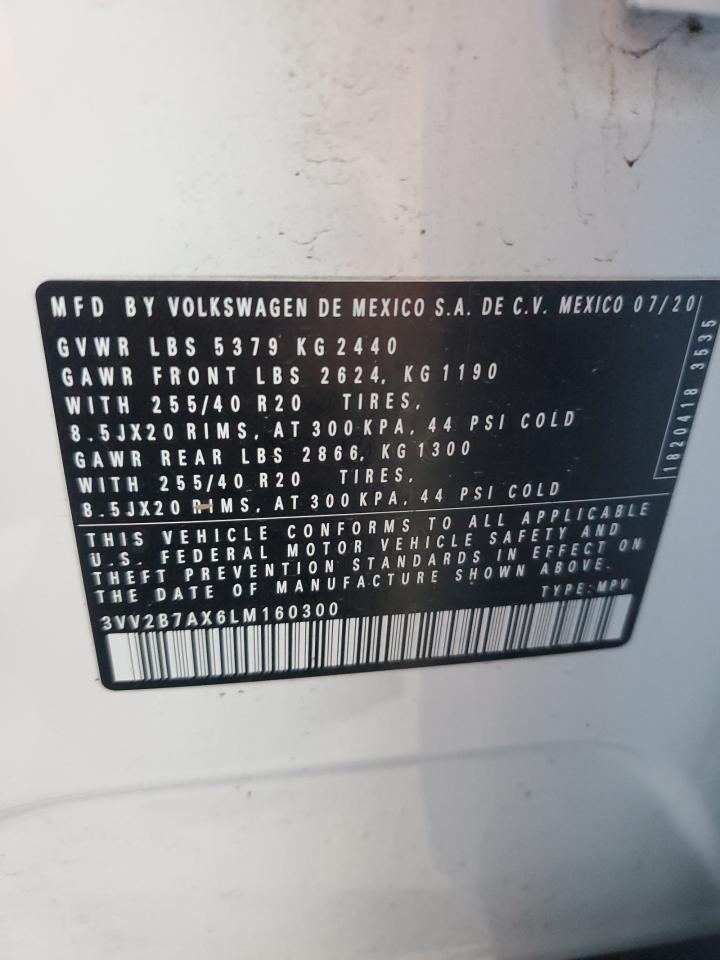 MFD BY VOLKSWAGEN DE MEXICO S.A. DE C.V. MEXICO 07/20
GVWR LBS 5379 KG 2440
GAWR FRONT LBS 2624, KG 1190
WITH 255/40 R20 TIRES,
8.5JX20 RIMS, AT 300 KPA, 44 PSI COLD
GAWR REAR LBS 2866, KG 1300
WITH 255/40 R20 TIRES,
8.5JX20 RIMS, AT 300 KPA, 44 PSI COLD
THIS VEHICLE CONFORMS TO ALL APPLICABLE
U.S. FEDERAL MOTOR VEHICLE SAFETY AND
THEFT PREVENTION STANDARDS IN EFFECT ON
THE DATE OF MANUFACTURE SHOWN ABOVE.
TYPE: MPV
3VV2B7AX6LM160300
1820418 3535